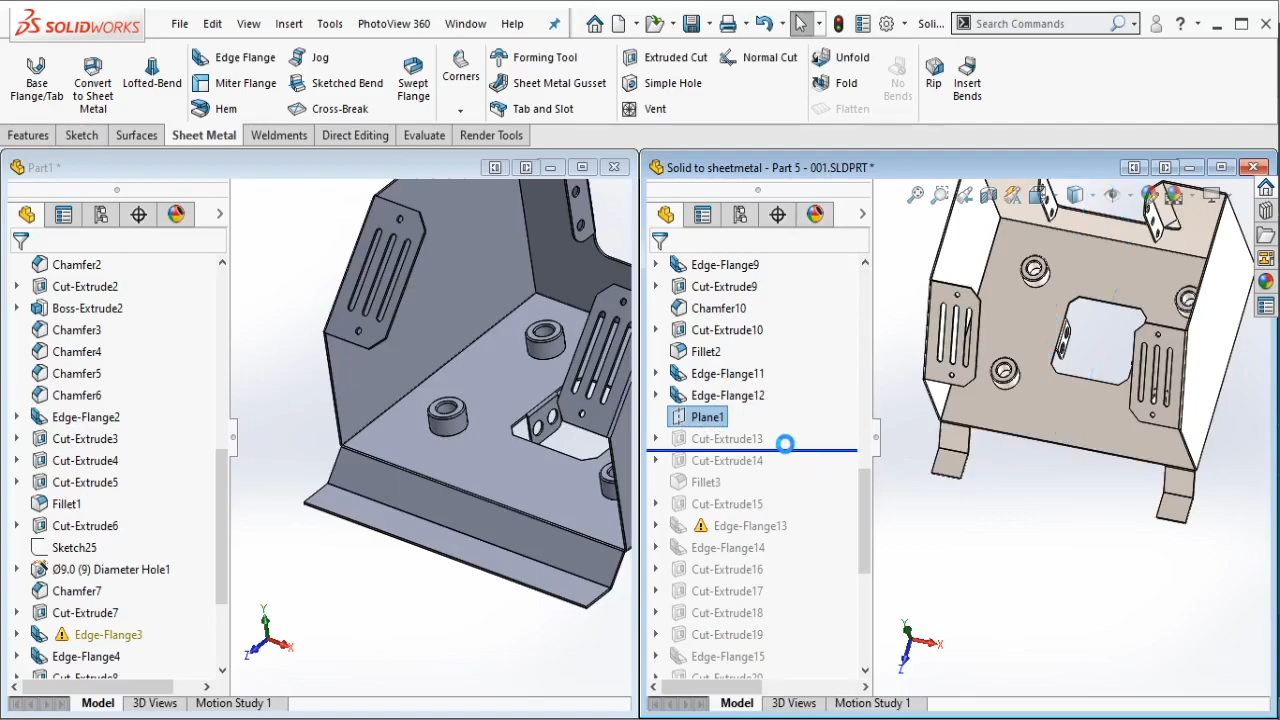 SOLIDWORKS
File Edit View Insert Tools PhotoView 360 Window Help
Soli...
Search Commands
Base Flange/Tab
Convert to Sheet Metal
Lofted-Bend
Edge Flange
Miter Flange
Hem
Jog
Sketched Bend
Cross-Break
Swept Flange
Corners
Forming Tool
Sheet Metal Gusset
Tab and Slot
Extruded Cut
Simple Hole
Vent
Normal Cut
Unfold
Fold
Flatten
No Bends
Rip
Insert Bends
Features Sketch Surfaces Sheet Metal Weldments Direct Editing Evaluate Render Tools
Part1 *
Chamfer2
Cut-Extrude2
Boss-Extrude2
Chamfer3
Chamfer4
Chamfer5
Chamfer6
Edge-Flange2
Cut-Extrude3
Cut-Extrude4
Cut-Extrude5
Fillet1
Cut-Extrude6
Sketch25
Ø9.0 (9) Diameter Hole1
Chamfer7
Cut-Extrude7
Edge-Flange3
Edge-Flange4
Cut-Extrude8
Y
X
Z
Model 3D Views Motion Study 1
Solid to sheetmetal - Part 5 - 001.SLDPRT *
Edge-Flange9
Cut-Extrude9
Chamfer10
Cut-Extrude10
Fillet2
Edge-Flange11
Edge-Flange12
Plane1
Cut-Extrude13
Cut-Extrude14
Fillet3
Cut-Extrude15
Edge-Flange13
Edge-Flange14
Cut-Extrude16
Cut-Extrude17
Cut-Extrude18
Cut-Extrude19
Edge-Flange15
Cut-Extrude20
Y
X
Z
Model 3D Views Motion Study 1